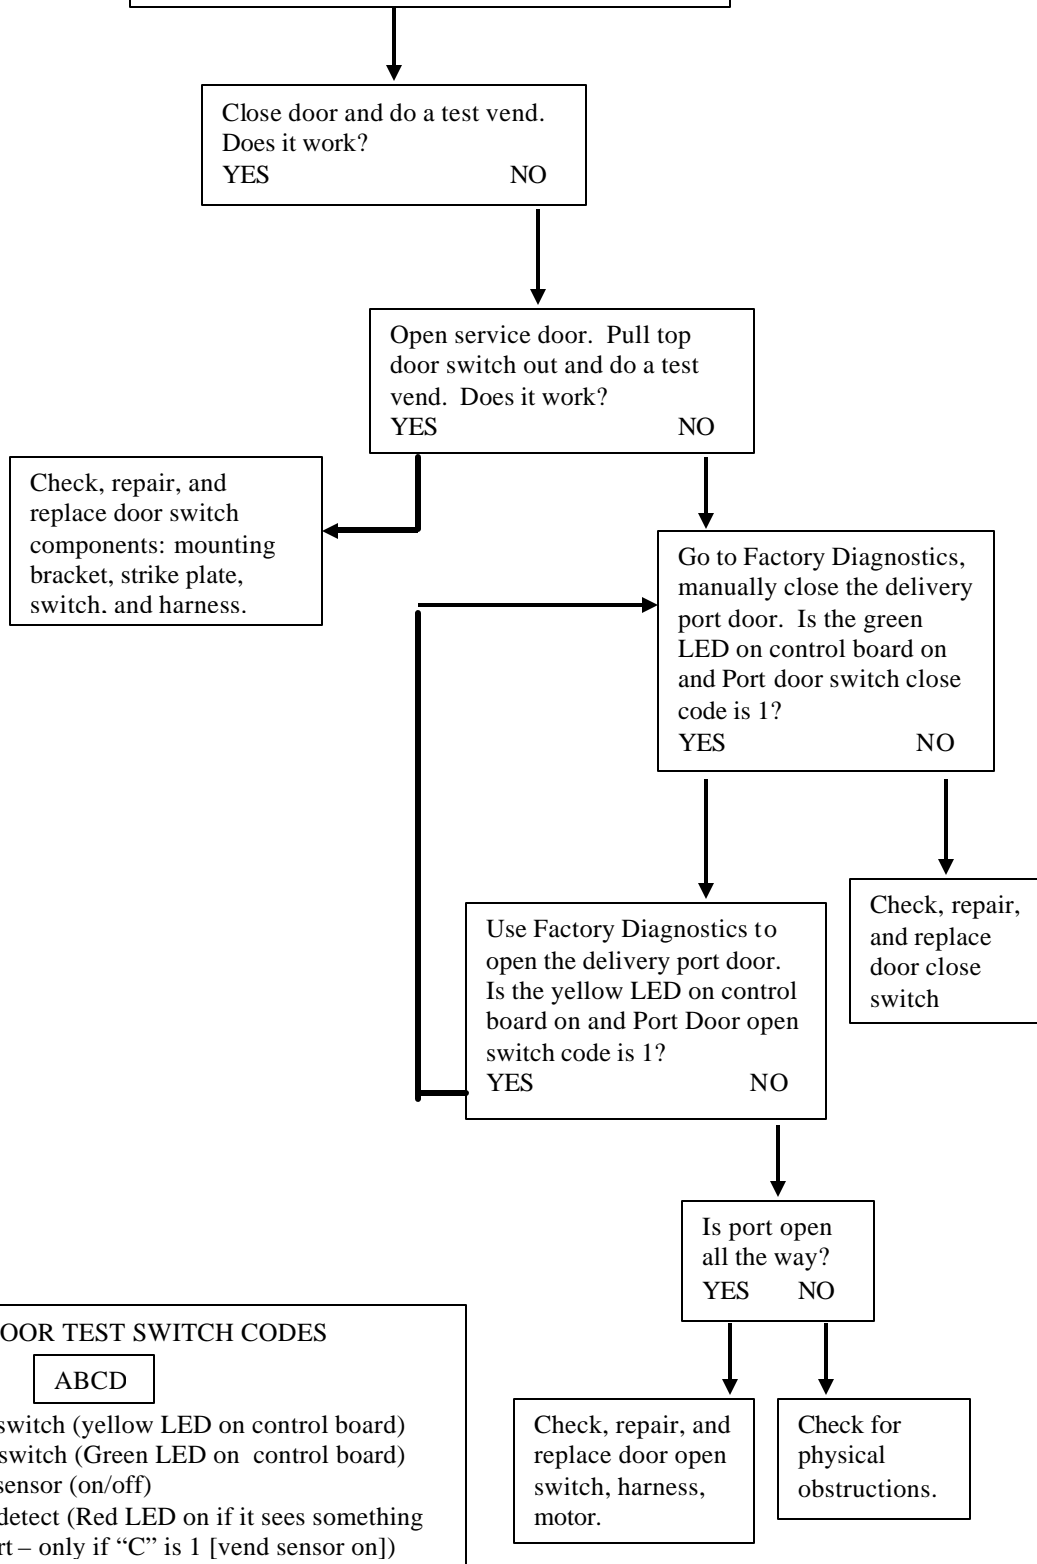 Close door and do a test vend.
Does it work?
YES NO
Open service door. Pull top
door switch out and do a test
vend. Does it work?
YES NO
Check, repair, and
replace door switch
components: mounting
bracket, strike plate,
switch, and harness.
Go to Factory Diagnostics,
manually close the delivery
port door. Is the green
LED on control board on
and Port door switch close
code is 1?
YES NO
Check, repair,
and replace
door close
switch
Use Factory Diagnostics to
open the delivery port door.
Is the yellow LED on control
board on and Port Door open
switch code is 1?
YES NO
Is port open
all the way?
YES NO
Check, repair, and
replace door open
switch, harness,
motor.
Check for
physical
obstructions.
OOR TEST SWITCH CODES
ABCD
switch (yellow LED on control board)
switch (Green LED on control board)
sensor (on/off)
detect (Red LED on if it sees something
rt – only if “C” is 1 [vend sensor on])